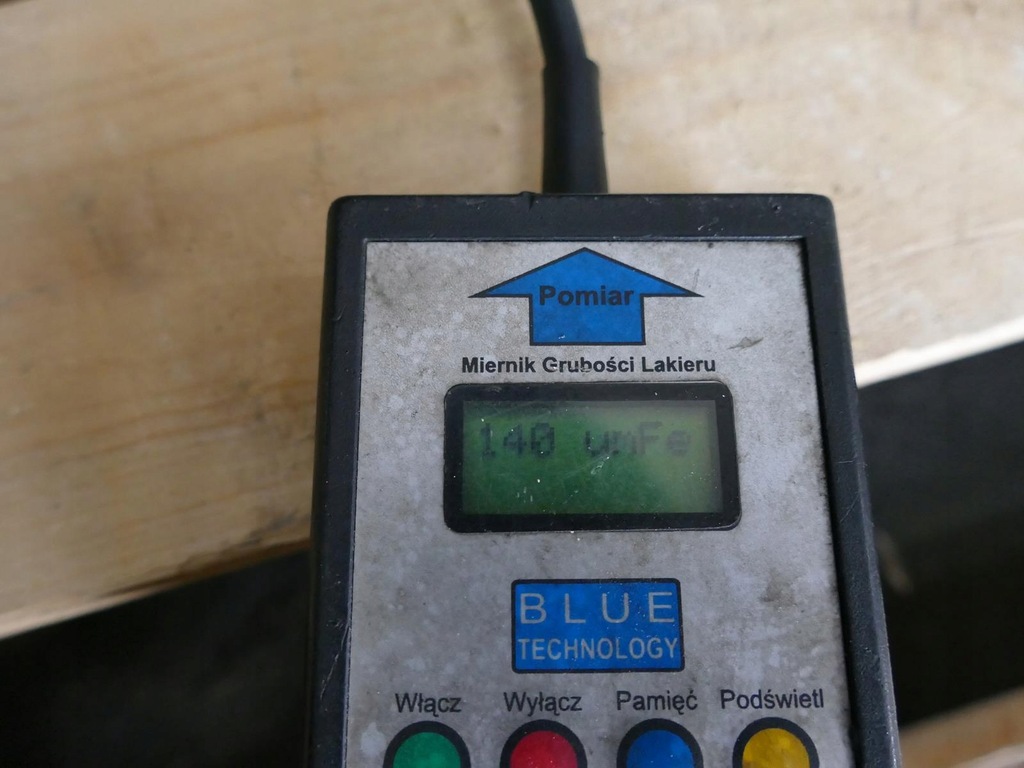 Pomiar
Miernik Grubości Lakieru
140 umFe
BLUE
TECHNOLOGY
Włącz Wyłącz Pamięć Podświetl